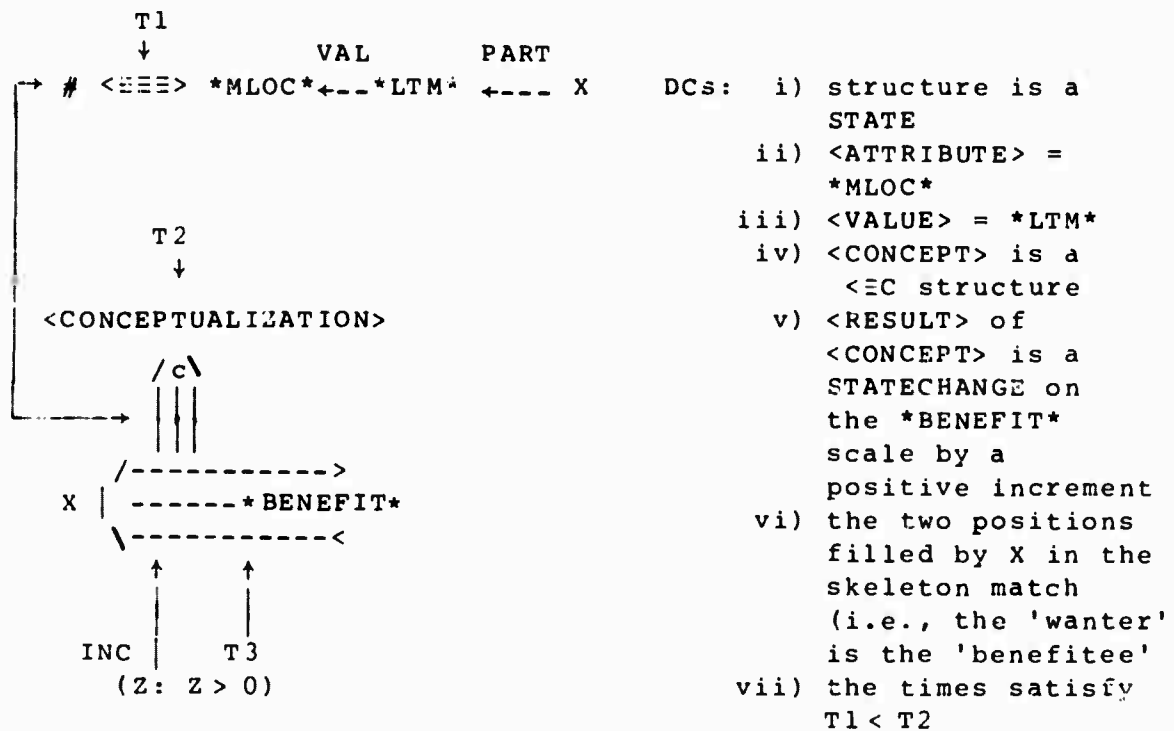 T1
VAL PART
# <≡≡≡> *MLOC*←--*LTM* ←--- X
T2
<CONCEPTUALIZATION>
/c\
/----------->
X | ------*BENEFIT*
\-----------<
INC T3
(Z: Z > 0)
DCs: i) structure is a
STATE
ii) <ATTRIBUTE> =
*MLOC*
iii) <VALUE> = *LTM*
iv) <CONCEPT> is a
<≡C structure
v) <RESULT> of
<CONCEPT> is a
STATECHANGE on
the *BENEFIT*
scale by a
positive increment
vi) the two positions
filled by X in the
skeleton match
(i.e., the 'wanter'
is the 'benefitee'
vii) the times satisfy
T1 < T2